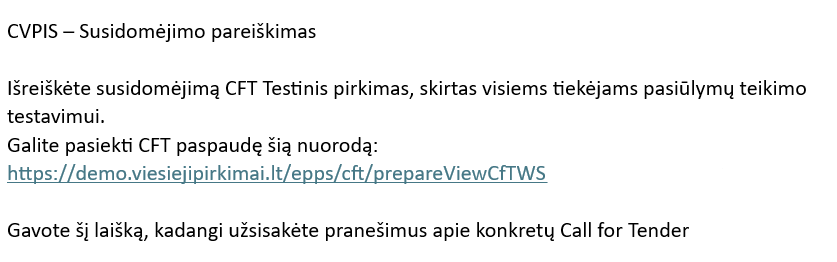 CVPIS – Susidomėjimo pareiškimas
Išreiškėte susidomėjimą CFT Testinis pirkimas, skirtas visiems tiekėjams pasiūlymų teikimo
testavimui.
Galite pasiekti CFT paspaudę šią nuorodą:
https://demo.viesiejipirkimai.lt/epps/cft/prepareViewCfTWS
Gavote šį laišką, kadangi užsisakėte pranešimus apie konkretų Call for Tender